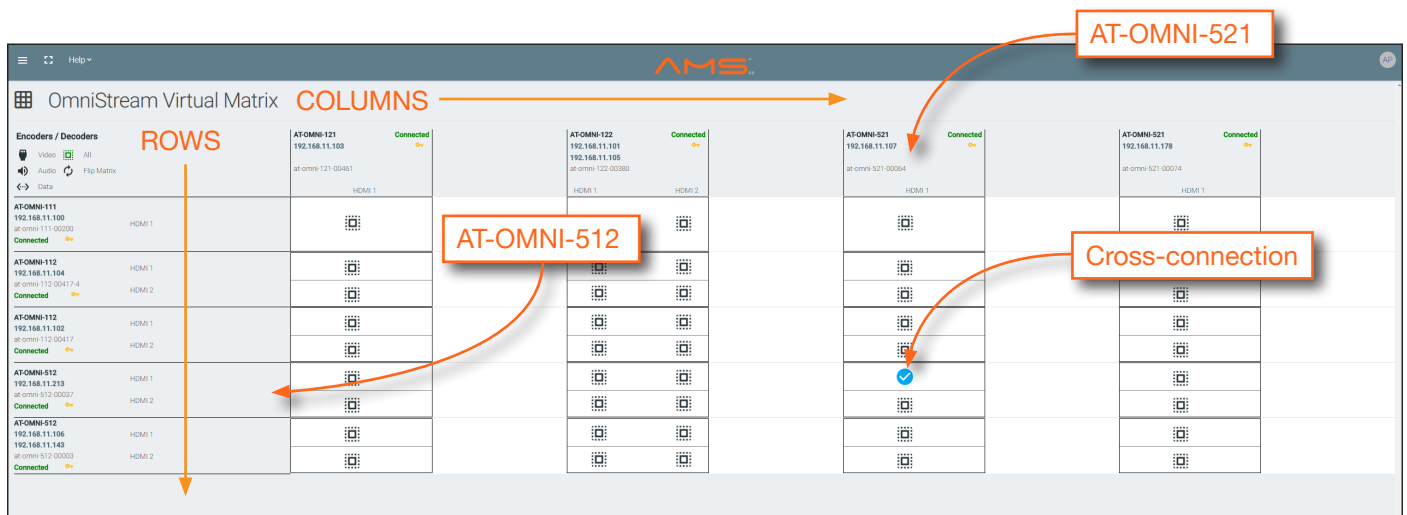 AT-OMNI-521
Help
AMS
AP
OmniStream Virtual Matrix
COLUMNS
Encoders / Decoders
Video
All
Audio
Flip Matrix
Data
ROWS
AT-OMNI-121 Connected
192.168.11.103
at-omni-121-00461
HDMI 1
AT-OMNI-122 Connected
192.168.11.101
192.168.11.105
at-omni-122-00380
HDMI 1 HDMI 2
AT-OMNI-521 Connected
192.168.11.107
at-omni-521-00064
HDMI 1
AT-OMNI-521 Connected
192.168.11.178
at-omni-521-00074
HDMI 1
AT-OMNI-111
192.168.11.100
HDMI 1
at-omni-111-00200
Connected
AT-OMNI-512
Cross-connection
AT-OMNI-112
HDMI 1
192.168.11.104
at-omni-112-00417-4
HDMI 2
Connected
AT-OMNI-112
HDMI 1
192.168.11.102
at-omni-112-00417
HDMI 2
Connected
AT-OMNI-512
HDMI 1
192.168.11.213
at-omni-512-00037
HDMI 2
Connected
AT-OMNI-512
192.168.11.106
HDMI 1
192.168.11.143
at-omni-512-00003
HDMI 2
Connected